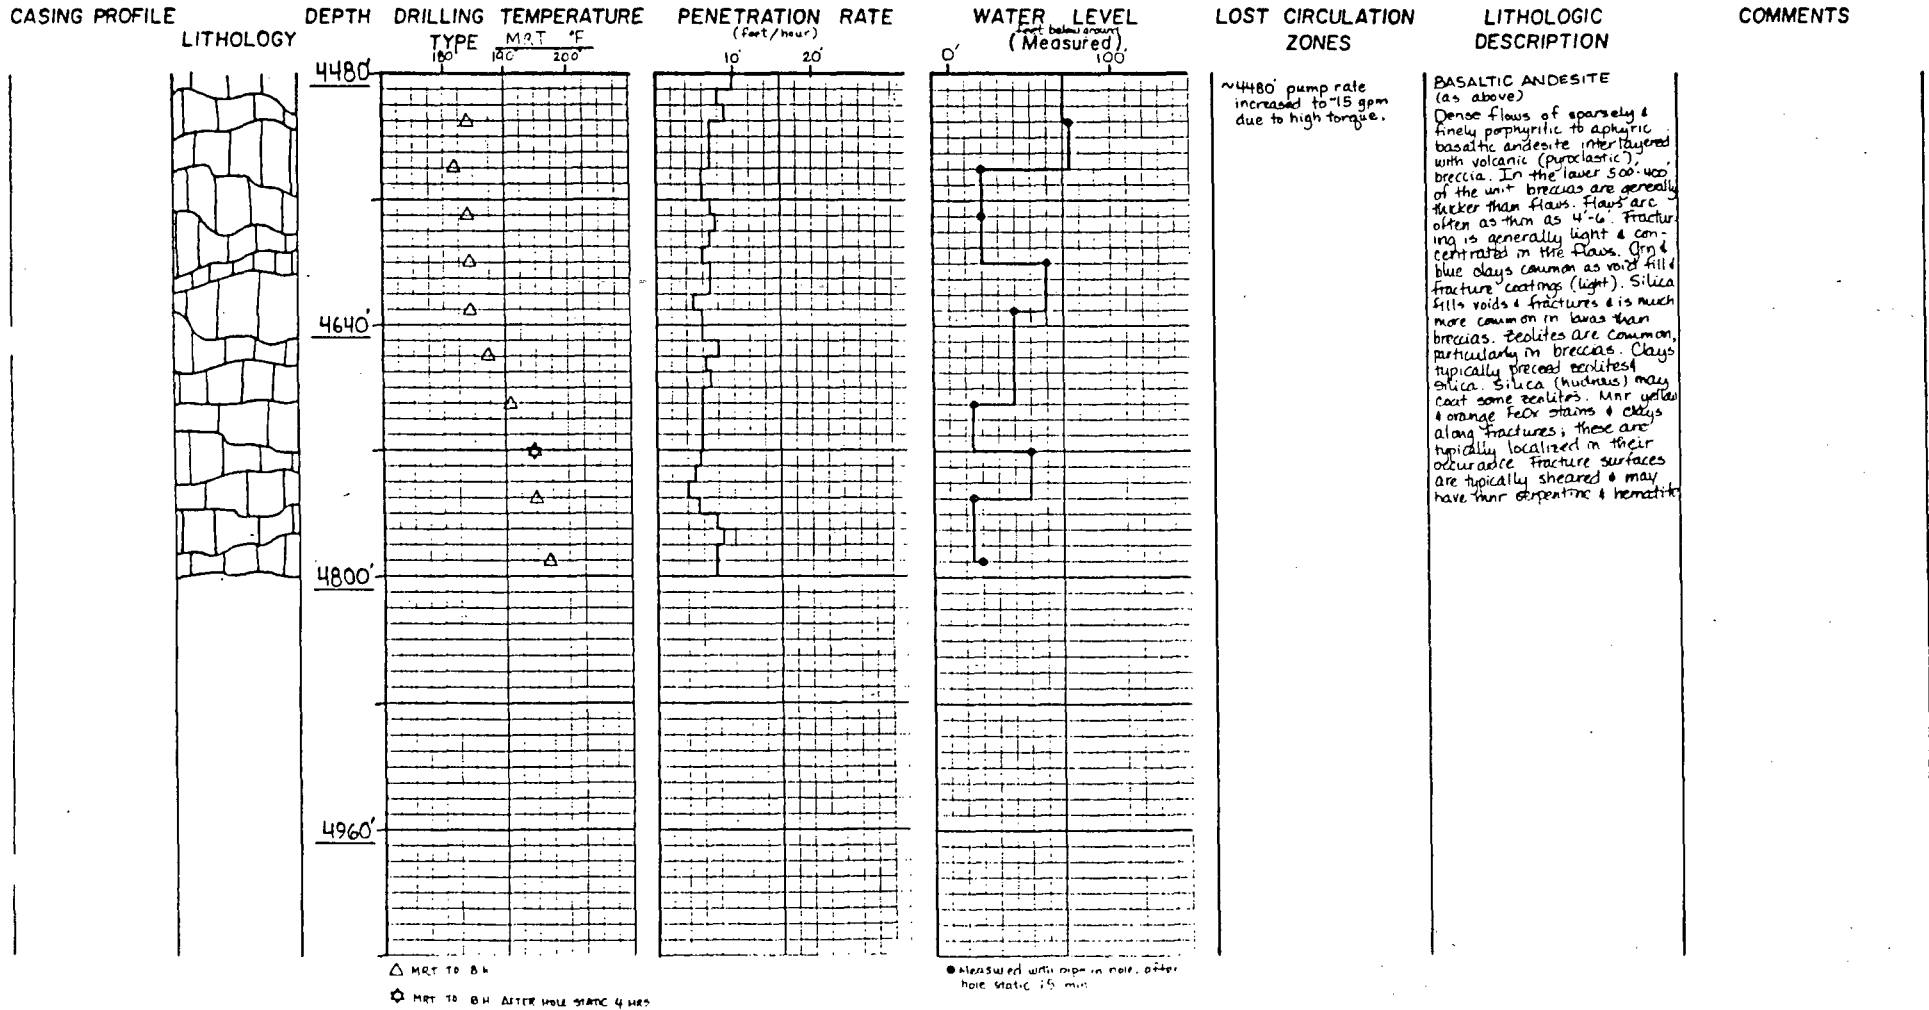 CASING PROFILE
LITHOLOGY
DEPTH
DRILLING TEMPERATURE
TYPE MRT °F
180° 190° 200°
PENETRATION RATE
(feet/hour)
10' 20'
WATER LEVEL
feet below ground
(Measured)
0' 100'
LOST CIRCULATION
ZONES
LITHOLOGIC
DESCRIPTION
COMMENTS
4480'
4640'
4800'
4960'
~4480' pump rate
increased to ~15 gpm
due to high torque.
BASALTIC ANDESITE
(as above)
Dense flows of sparsely &
finely porphyritic to aphyric
basaltic andesite interlayered
with volcanic (pyroclastic),
breccia. In the lower 300-400'
of the unit breccias are generally
thicker than flows. Flows are
often as thin as 4'-6'. Fractur-
ing is generally light & con-
centrated in the flows. Grn &
blue clays common as void fill &
fracture coatings (light). Silica
fills voids & fractures & is much
more common in lavas than
breccias. Zeolites are common,
particularly in breccias. Clays
typically preceed zeolites &
silica. Silica (hydrous) may
coat some zeolites. Mnr yellow
& orange FeOx stains & clays
along fractures; these are
typically localized in their
occurance Fracture surfaces
are typically sheared & may
have mnr serpentine & hematite
△ MRT TO BH
✡ MRT TO BH AFTER HOLE STATIC 4 HRS
● Measured with pipe in hole, after
hole static 15 min